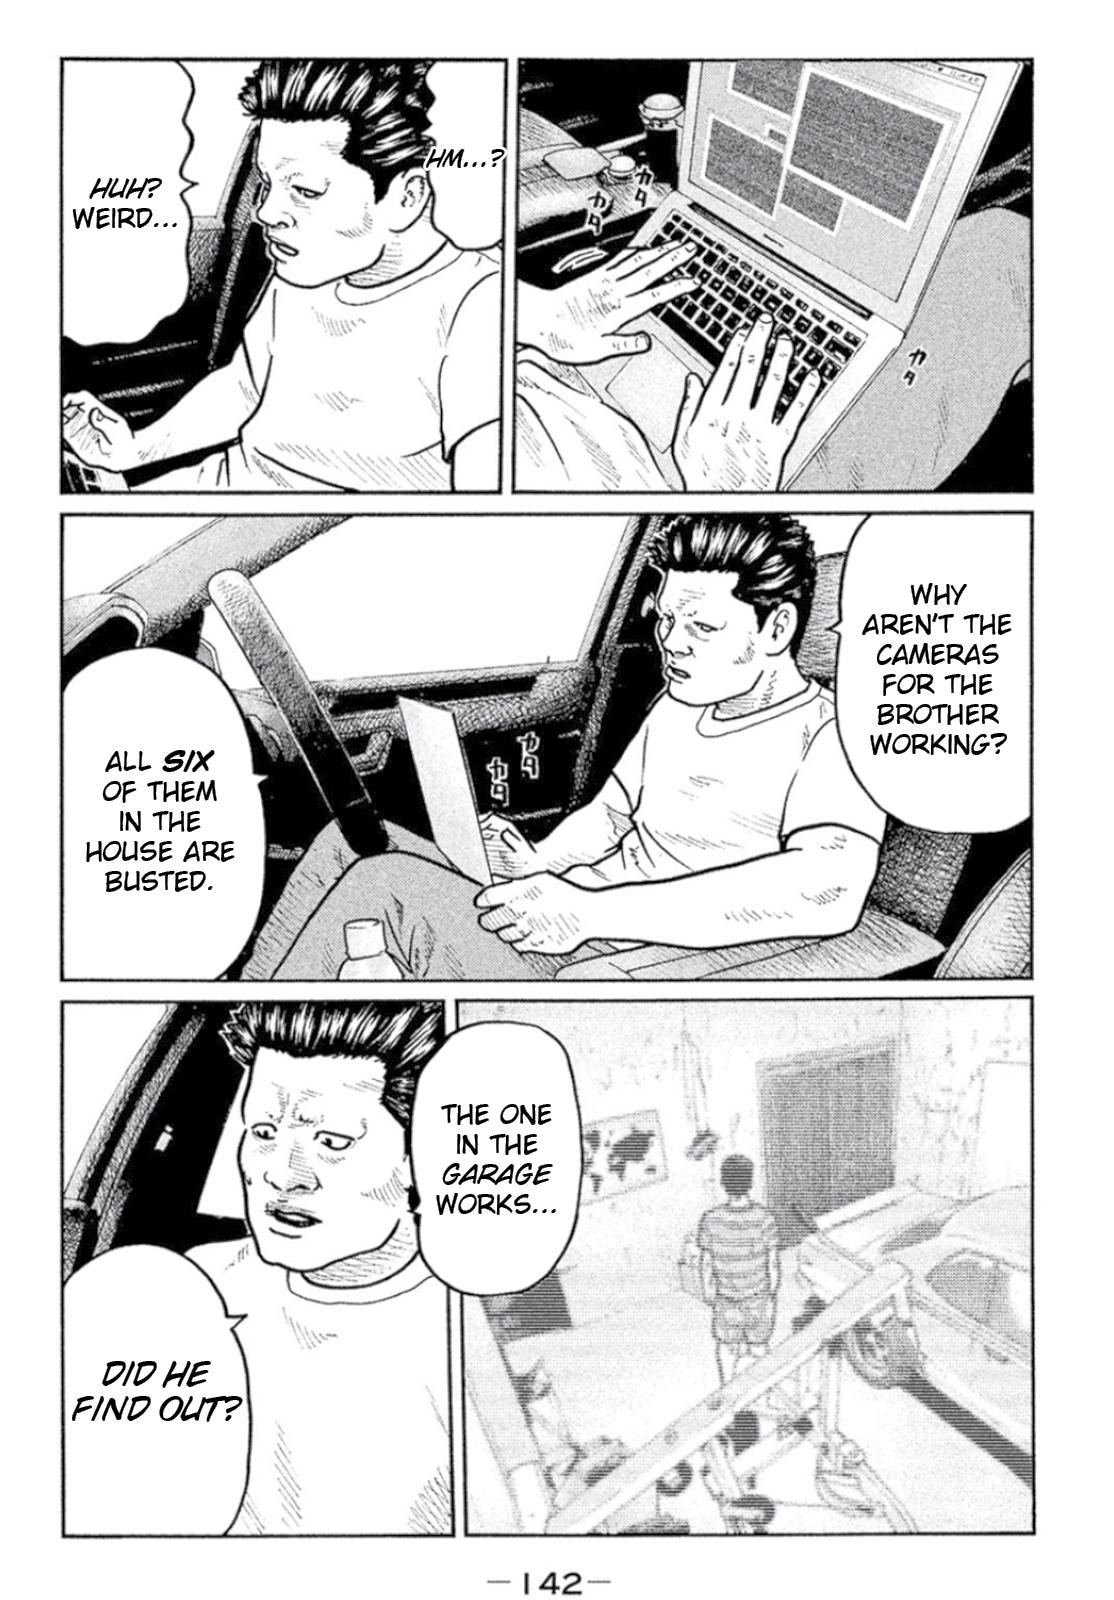 カタ
カタ
カタ
HM...?
HUH?
WEIRD...
WHY
AREN'T THE
CAMERAS
FOR THE
BROTHER
WORKING?
カタ
カタ
ALL SIX
OF THEM
IN THE
HOUSE ARE
BUSTED.
THE ONE
IN THE
GARAGE
WORKS...
DID HE
FIND OUT?
—142—